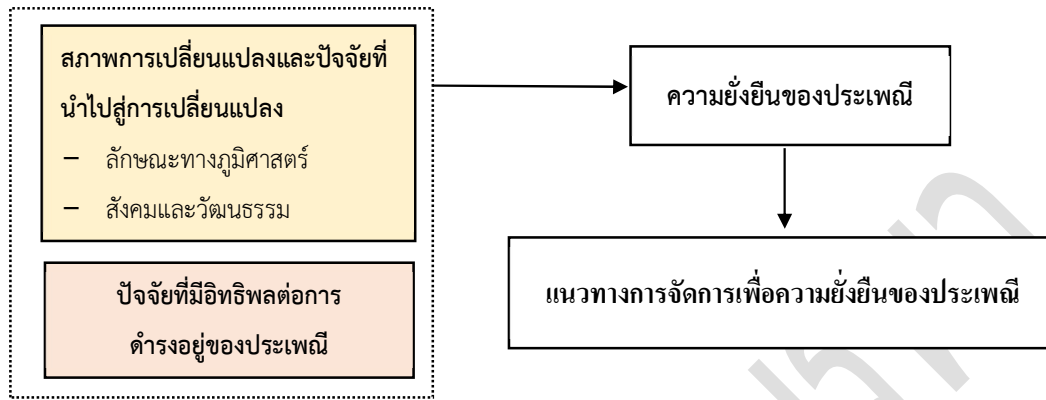 สภาพการเปลี่ยนแปลงและปัจจัยที่
นำไปสู่การเปลี่ยนแปลง
– ลักษณะทางภูมิศาสตร์
– สังคมและวัฒนธรรม
ปัจจัยที่มีอิทธิพลต่อการ
ดำรงอยู่ของประเพณี
ความยั่งยืนของประเพณี
แนวทางการจัดการเพื่อความยั่งยืนของประเพณี